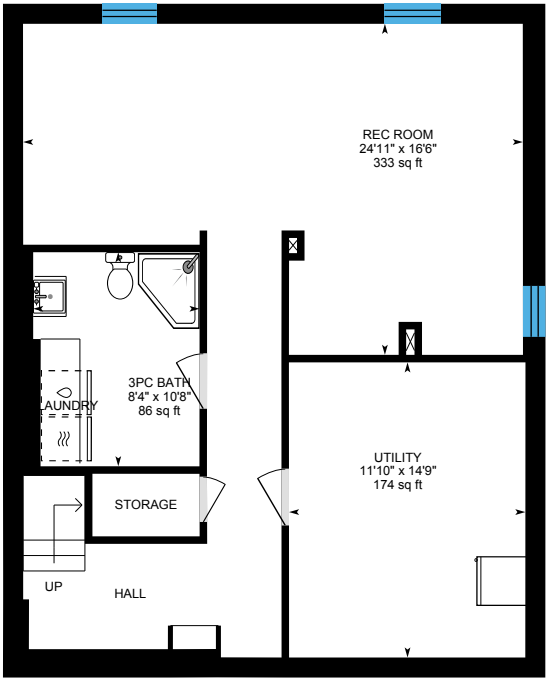 REC ROOM
24'11" x 16'6"
333 sq ft
3PC BATH
8'4" x 10'8"
86 sq ft
LAUNDRY
UTILITY
11'10" x 14'9"
174 sq ft
STORAGE
UP
HALL